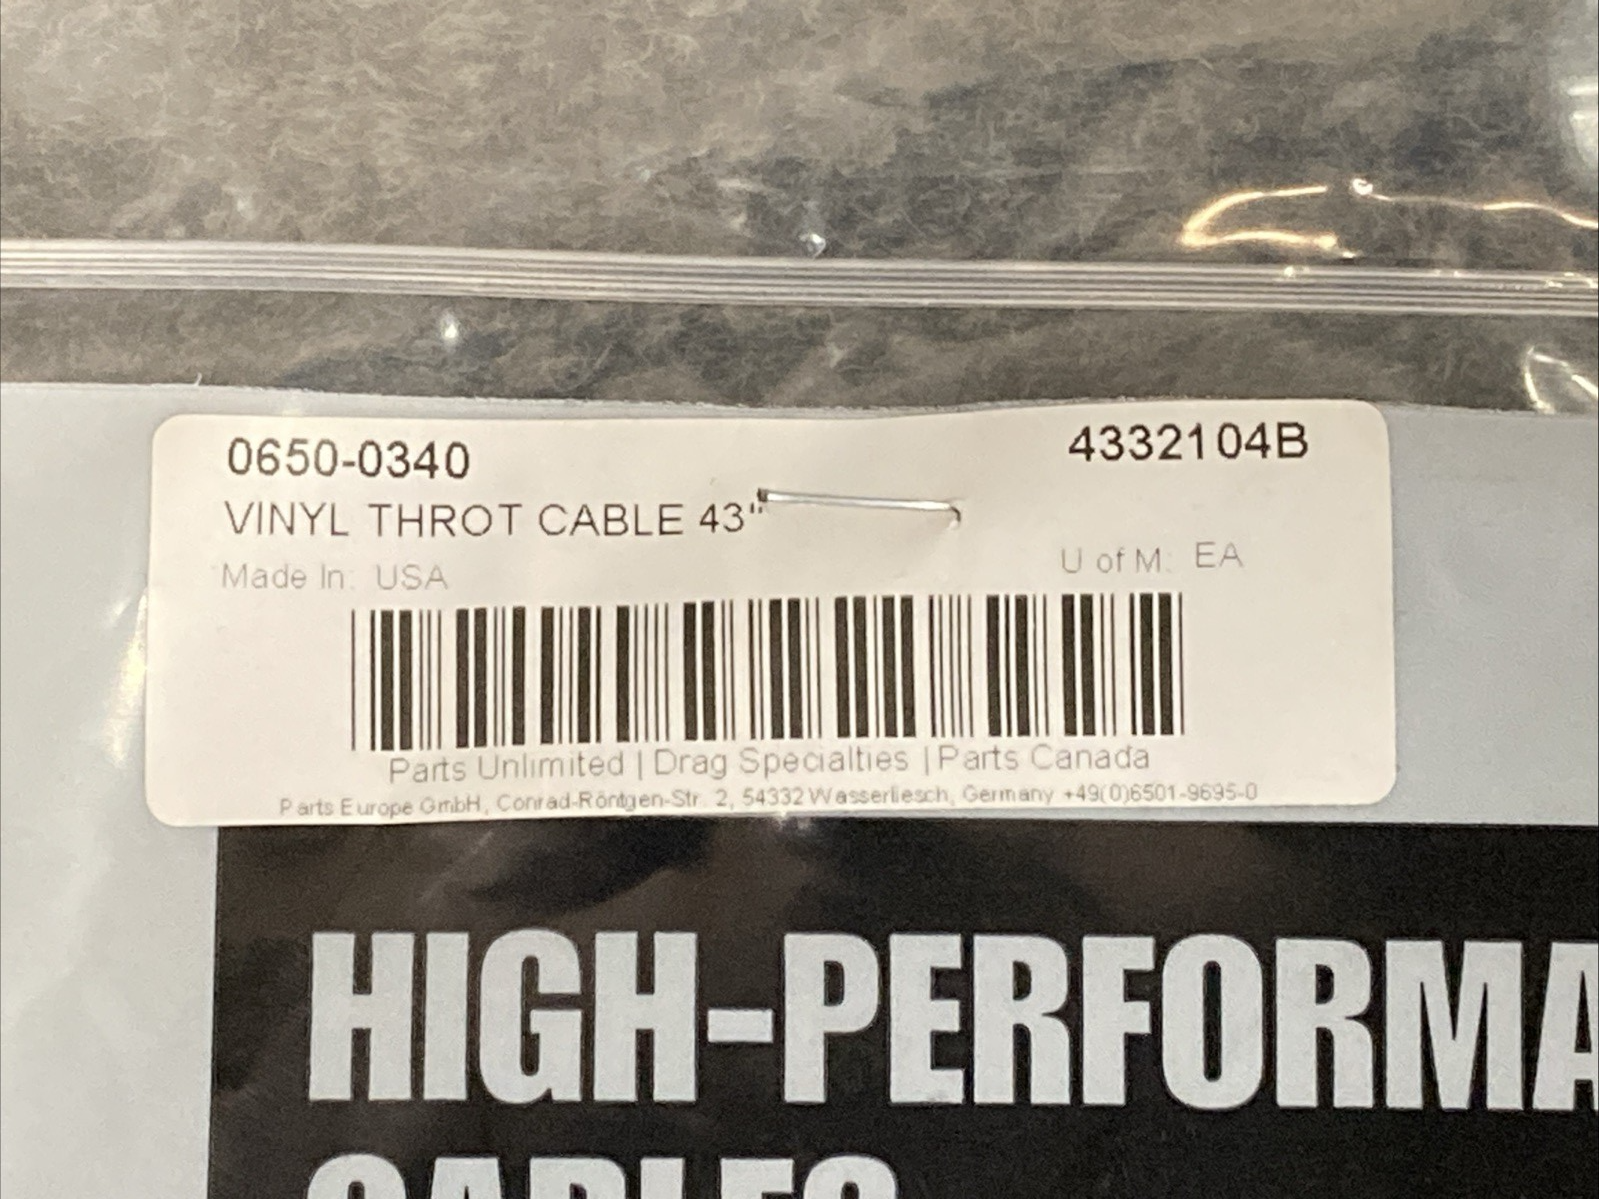 0650-0340 4332104B
VINYL THROT CABLE 43"
Made In: USA U of M: EA
Parts Unlimited | Drag Specialties | Parts Canada
Parts Europe GmbH, Conrad-Röntgen-Str. 2, 54332 Wasserliesch, Germany +49(0)6501-9695-0
HIGH-PERFORMA
CABLES